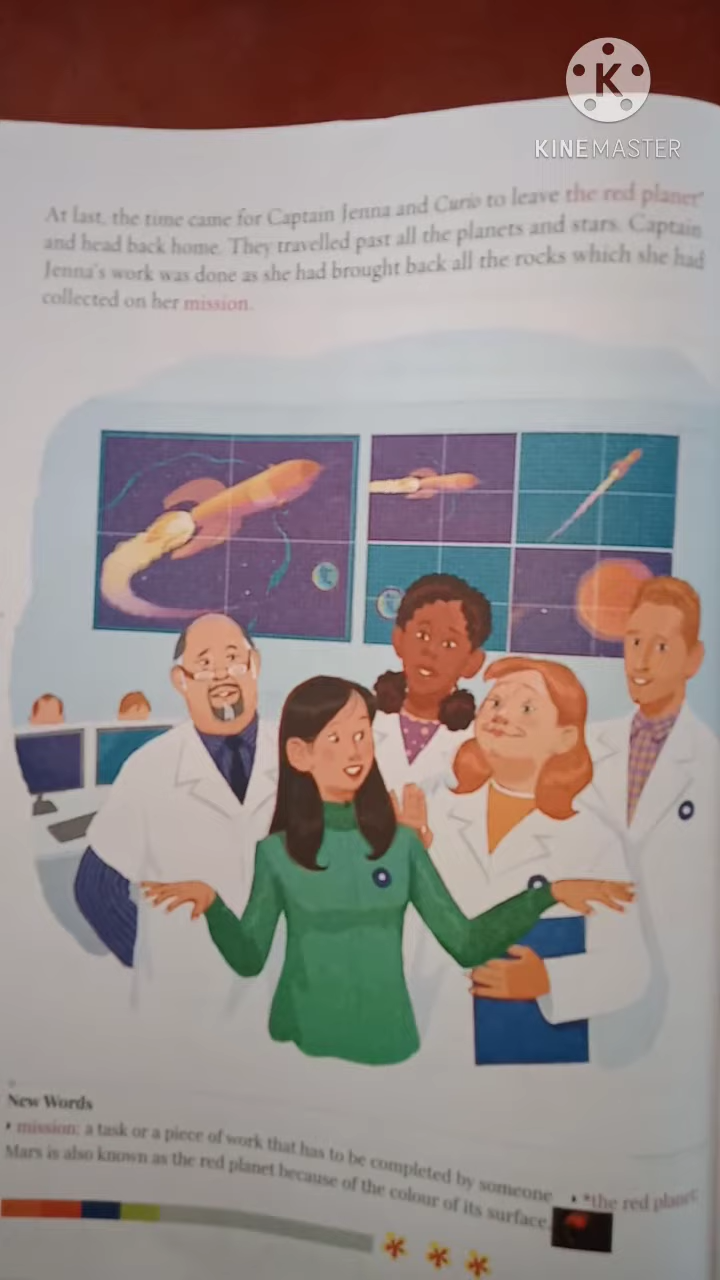 KINEMASTER
At last, the time came for Captain Jenna and Curio to leave the red planet*
and head back home. They travelled past all the planets and stars. Captain
Jenna's work was done as she had brought back all the rocks which she had
collected on her mission.
New Words
• mission: a task or a piece of work that has to be completed by someone • *the red planet:
Mars is also known as the red planet because of the colour of its surface.